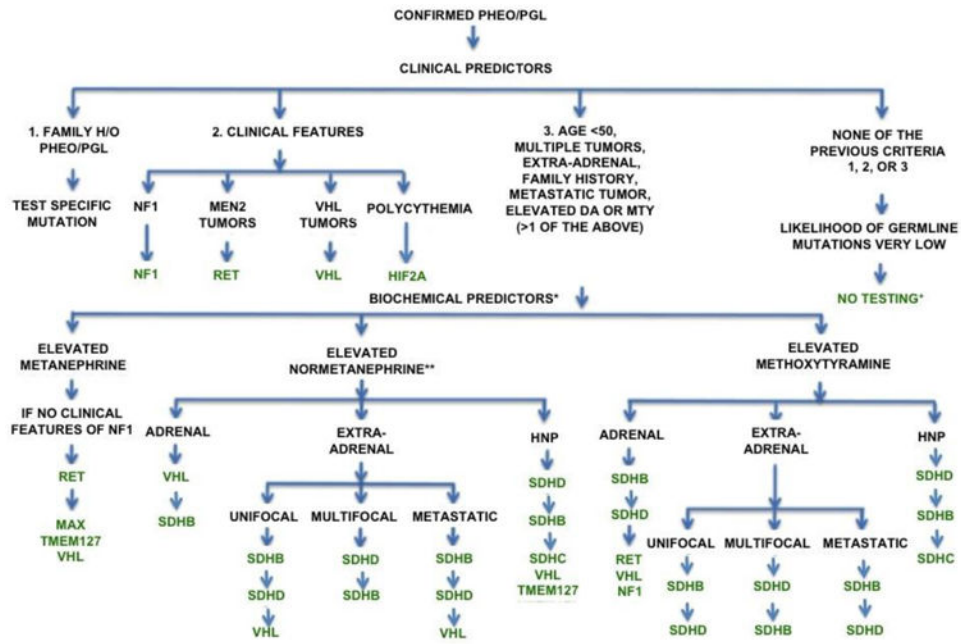 CONFIRMED PHEO/PGL
CLINICAL PREDICTORS
1. FAMILY H/O
PHEO/PGL
TEST SPECIFIC
MUTATION
2. CLINICAL FEATURES
NF1
NF1
MEN2
TUMORS
RET
VHL
TUMORS
VHL
POLYCYTHEMIA
HIF2A
3. AGE <50,
MULTIPLE TUMORS,
EXTRA-ADRENAL,
FAMILY HISTORY,
METASTATIC TUMOR,
ELEVATED DA OR MTY
(>1 OF THE ABOVE)
NONE OF THE
PREVIOUS CRITERIA
1, 2, OR 3
LIKELIHOOD OF GERMLINE
MUTATIONS VERY LOW
NO TESTING*
BIOCHEMICAL PREDICTORS*
ELEVATED
METANEPHRINE
IF NO CLINICAL
FEATURES OF NF1
RET
MAX
TMEM127
VHL
ELEVATED
NORMETANEPHRINE**
ADRENAL
VHL
SDHB
EXTRA-
ADRENAL
UNIFOCAL
SDHB
SDHD
VHL
MULTIFOCAL
SDHD
SDHB
METASTATIC
SDHB
SDHD
VHL
HNP
SDHD
SDHB
SDHC
VHL
TMEM127
ELEVATED
METHOXYTYRAMINE
ADRENAL
SDHB
SDHD
RET
VHL
NF1
EXTRA-
ADRENAL
UNIFOCAL
SDHB
SDHD
MULTIFOCAL
SDHD
SDHB
METASTATIC
SDHB
SDHD
HNP
SDHD
SDHB
SDHC